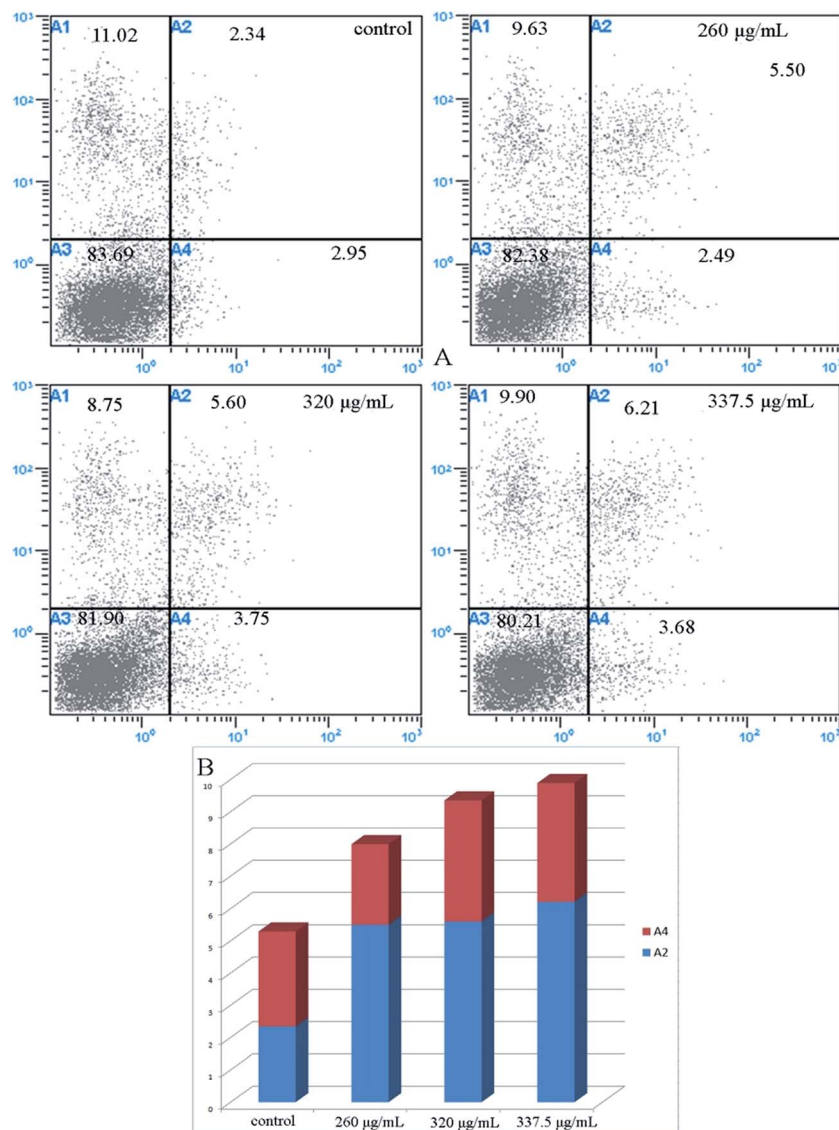 10³ A1 11.02 A2 2.34 control
10²
10¹
A3 83.69 A4 2.95
10⁰
10⁰ 10¹ 10² 10³
10³ A1 9.63 A2 260 µg/mL
5.50
10²
10¹
A3 82.38 A4 2.49
10⁰
10⁰ 10¹ 10² 10³
A
10³ A1 8.75 A2 5.60 320 µg/mL
10²
10¹
A3 81.90 A4 3.75
10⁰
10⁰ 10¹ 10² 10³
10³ A1 9.90 A2 6.21 337.5 µg/mL
10²
10¹
A3 80.21 A4 3.68
10⁰
10⁰ 10¹ 10² 10³
B
10
9
8
7
6
5
4
3
2
1
0
control 260 µg/mL 320 µg/mL 337.5 µg/mL
A4
A2